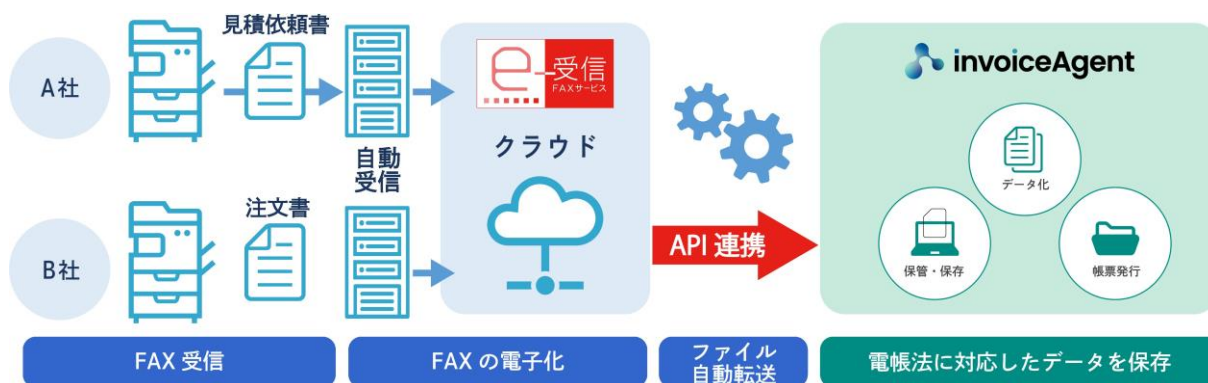 A社
見積依頼書
e-受信
FAXサービス
クラウド
自動
受信
B社
注文書
API 連携
invoiceAgent
データ化
保管・保存
帳票発行
FAX 受信
FAX の電子化
ファイル
自動転送
電帳法に対応したデータを保存